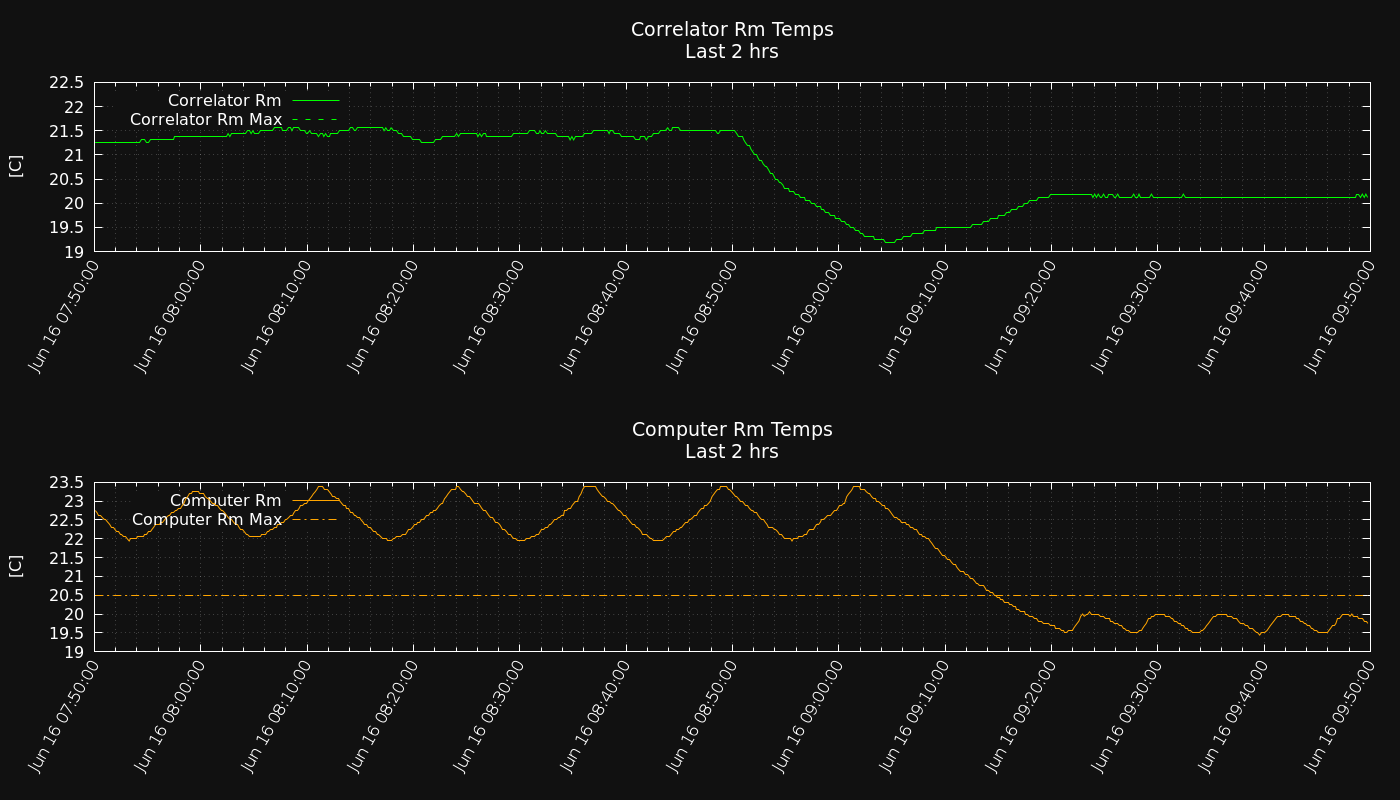 Correlator Rm Temps
Last 2 hrs
22.5
22
21.5
21
20.5
20
19.5
19
[C]
Correlator Rm
Correlator Rm Max
Jun 16 07:50:00
Jun 16 08:00:00
Jun 16 08:10:00
Jun 16 08:20:00
Jun 16 08:30:00
Jun 16 08:40:00
Jun 16 08:50:00
Jun 16 09:00:00
Jun 16 09:10:00
Jun 16 09:20:00
Jun 16 09:30:00
Jun 16 09:40:00
Jun 16 09:50:00
Computer Rm Temps
Last 2 hrs
23.5
23
22.5
22
21.5
21
20.5
20
19.5
19
[C]
Computer Rm
Computer Rm Max
Jun 16 07:50:00
Jun 16 08:00:00
Jun 16 08:10:00
Jun 16 08:20:00
Jun 16 08:30:00
Jun 16 08:40:00
Jun 16 08:50:00
Jun 16 09:00:00
Jun 16 09:10:00
Jun 16 09:20:00
Jun 16 09:30:00
Jun 16 09:40:00
Jun 16 09:50:00